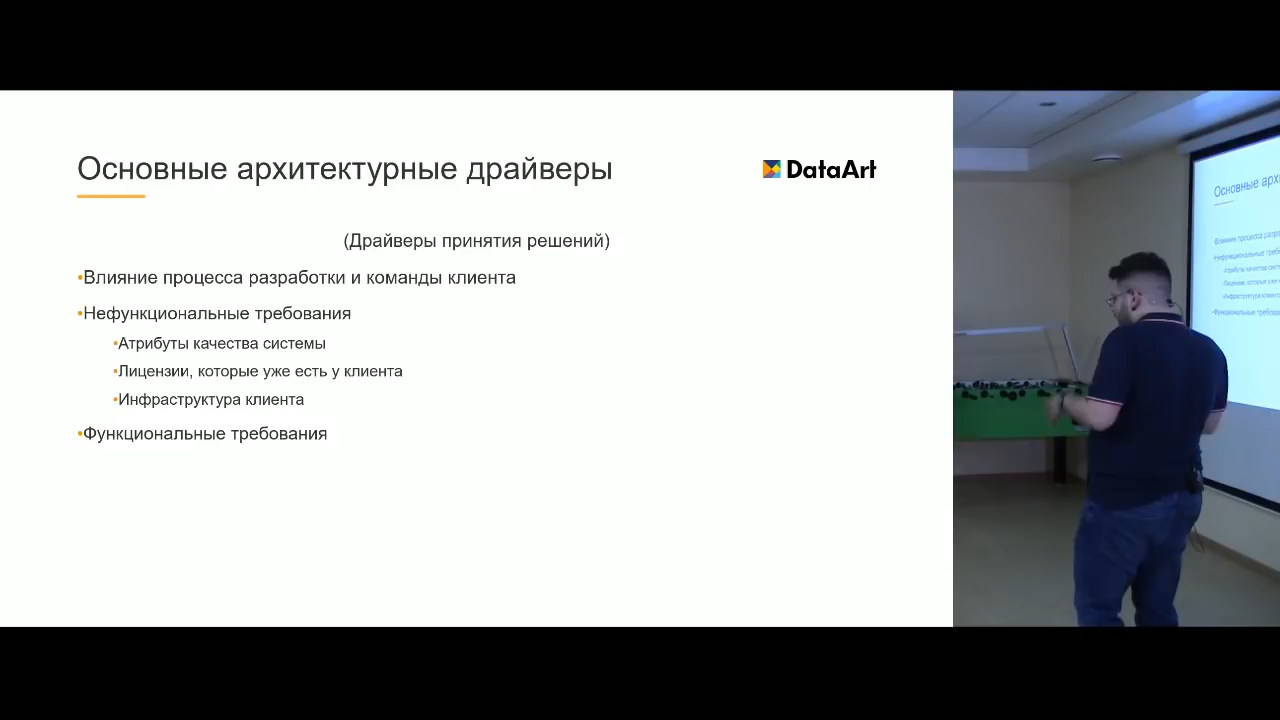 Основные архитектурные драйверы
DataArt
(Драйверы принятия решений)
•Влияние процесса разработки и команды клиента
•Нефункциональные требования
•Атрибуты качества системы
•Лицензии, которые уже есть у клиента
•Инфраструктура клиента
•Функциональные требования
Основные